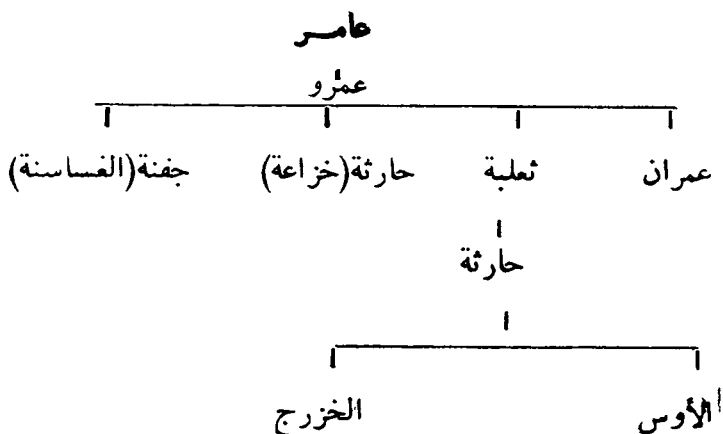 عامر
عمرو
عمران ثعلبة حارثة(خزاعة) جفنة(الغساسنة)
حارثة
الأوس الخزرج